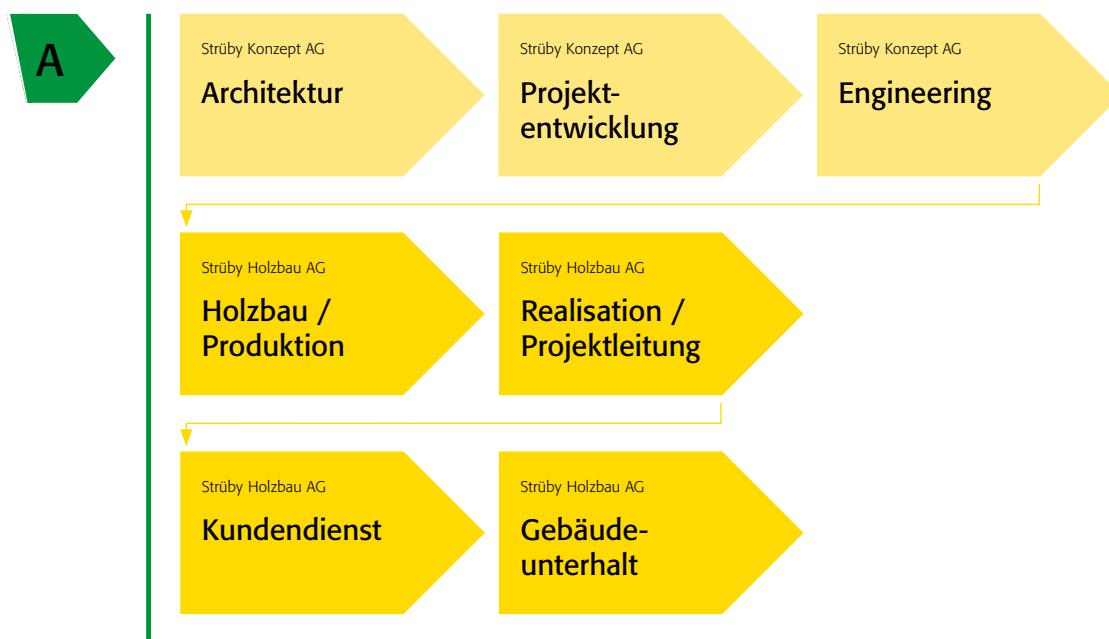 A
Strüby Konzept AG
Architektur
Strüby Konzept AG
Projekt-
entwicklung
Strüby Konzept AG
Engineering
Strüby Holzbau AG
Holzbau /
Produktion
Strüby Holzbau AG
Realisation /
Projektleitung
Strüby Holzbau AG
Kundendienst
Strüby Holzbau AG
Gebäude-
unterhalt